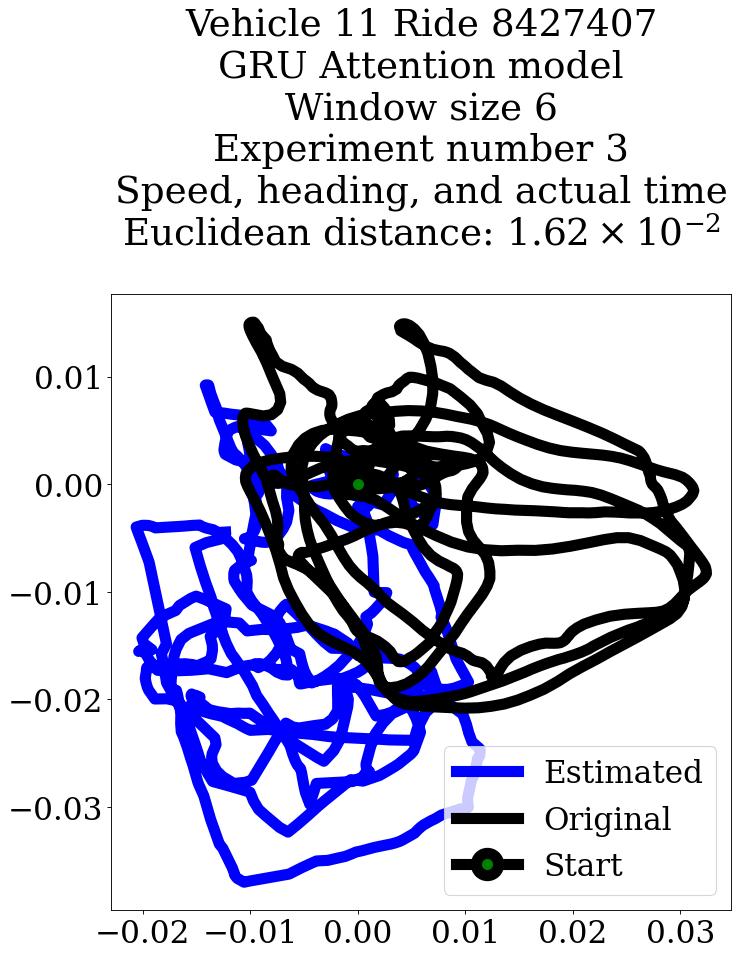 Vehicle 11 Ride 8427407
GRU Attention model
Window size 6
Experiment number 3
Speed, heading, and actual time
Euclidean distance: 1.62 × 10⁻²
0.01
0.00
−0.01
−0.02
−0.03
Estimated
Original
Start
−0.02 −0.01 0.00 0.01 0.02 0.03